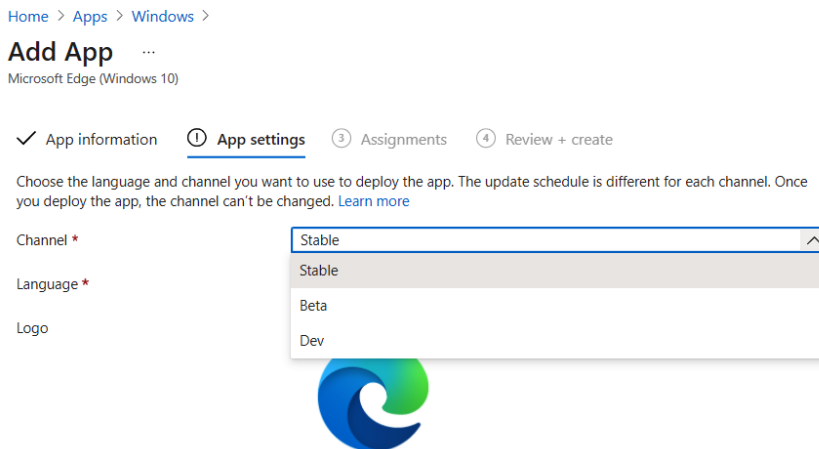 Home > Apps > Windows >
Add App ...
Microsoft Edge (Windows 10)
App information 1 App settings 3 Assignments 4 Review + create
Choose the language and channel you want to use to deploy the app. The update schedule is different for each channel. Once
you deploy the app, the channel can't be changed. Learn more
Channel * Stable
Stable
Language *
Beta
Logo
Dev